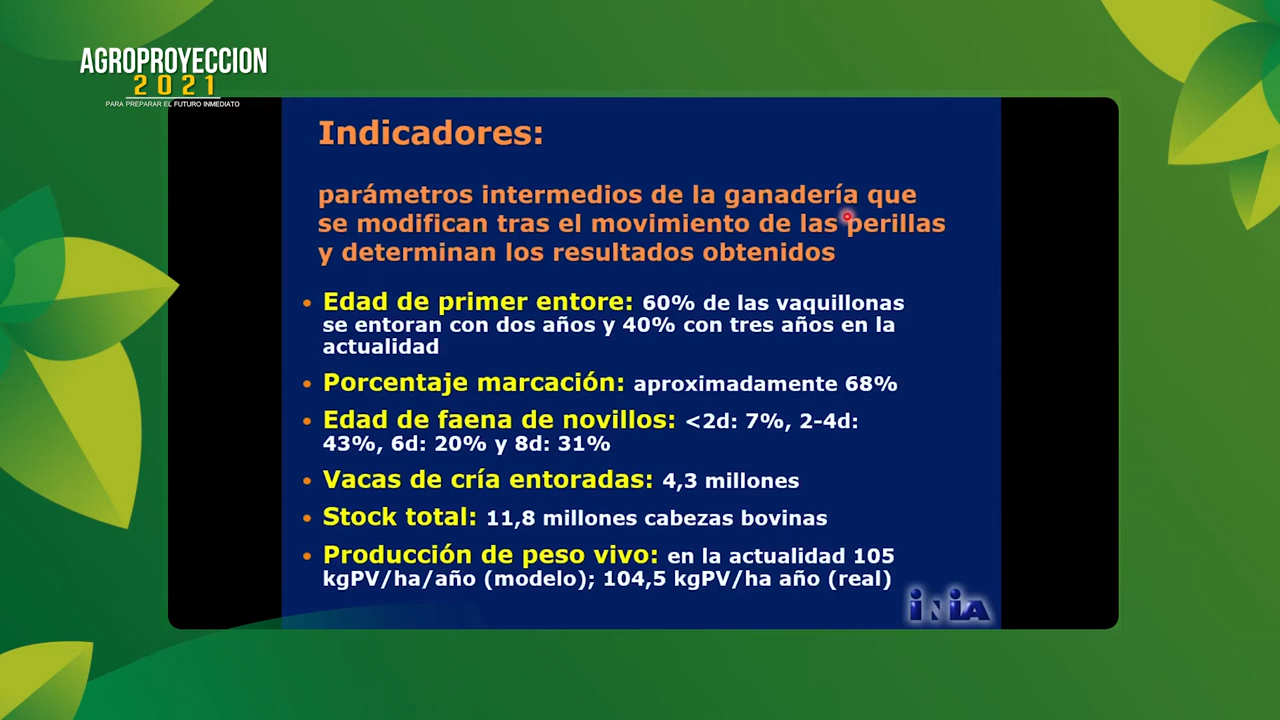 AGROPROYECCION
2021
PARA PREPARAR EL FUTURO INMEDIATO
Indicadores:
parámetros intermedios de la ganadería que
se modifican tras el movimiento de las perillas
y determinan los resultados obtenidos
• Edad de primer entore: 60% de las vaquillonas
se entoran con dos años y 40% con tres años en la
actualidad
• Porcentaje marcación: aproximadamente 68%
• Edad de faena de novillos: <2d: 7%, 2-4d:
43%, 6d: 20% y 8d: 31%
• Vacas de cría entoradas: 4,3 millones
• Stock total: 11,8 millones cabezas bovinas
• Producción de peso vivo: en la actualidad 105
kgPV/ha/año (modelo); 104,5 kgPV/ha año (real)
iNiA